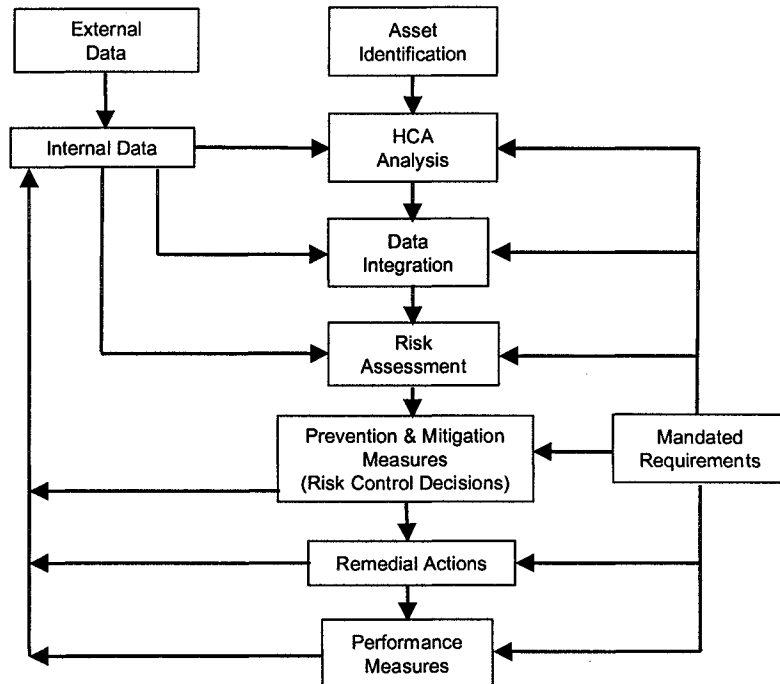 External
Data
Asset
Identification
Internal Data
HCA
Analysis
Data
Integration
Risk
Assessment
Prevention & Mitigation
Measures
(Risk Control Decisions)
Mandated
Requirements
Remedial Actions
Performance
Measures